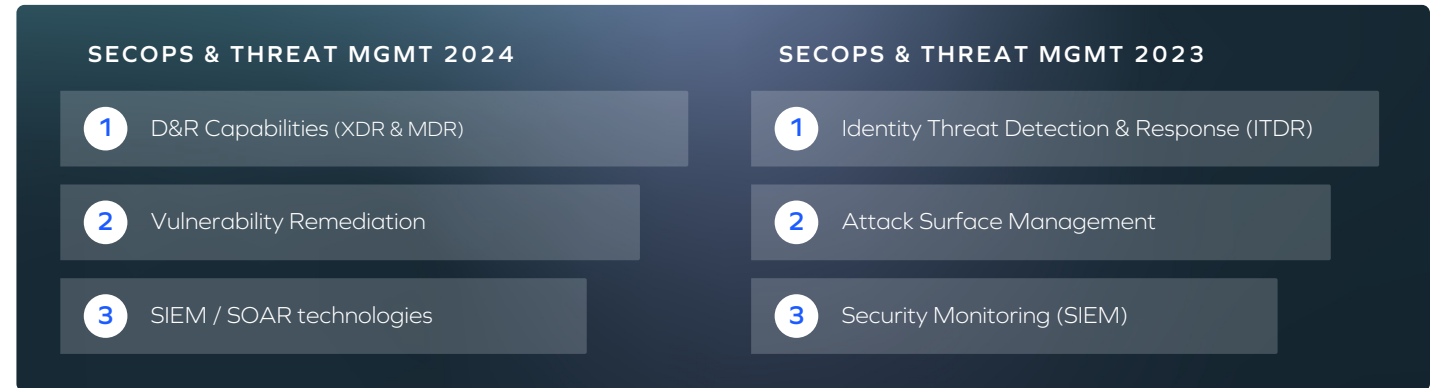 SECOPS & THREAT MGMT 2024
1 D&R Capabilities (XDR & MDR)
2 Vulnerability Remediation
3 SIEM / SOAR technologies
SECOPS & THREAT MGMT 2023
1 Identity Threat Detection & Response (ITDR)
2 Attack Surface Management
3 Security Monitoring (SIEM)